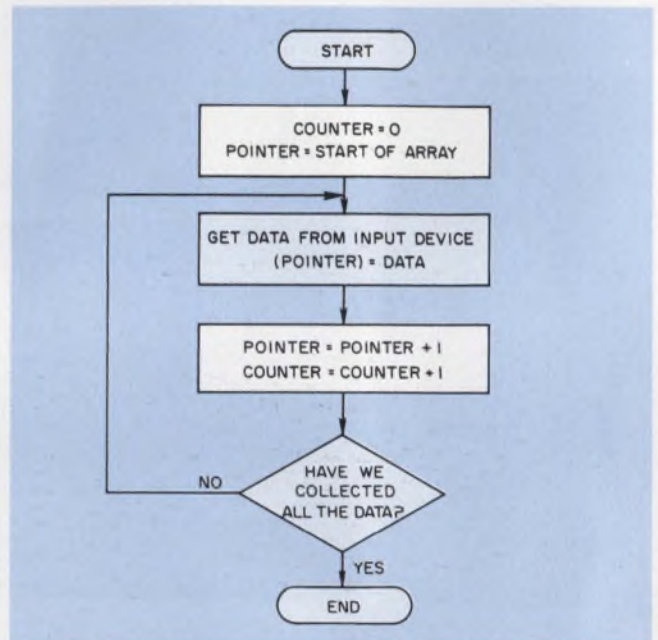 START
COUNTER = 0
POINTER = START OF ARRAY
GET DATA FROM INPUT DEVICE
(POINTER) = DATA
POINTER = POINTER + 1
COUNTER = COUNTER + 1
HAVE WE
COLLECTED
ALL THE DATA?
NO
YES
END